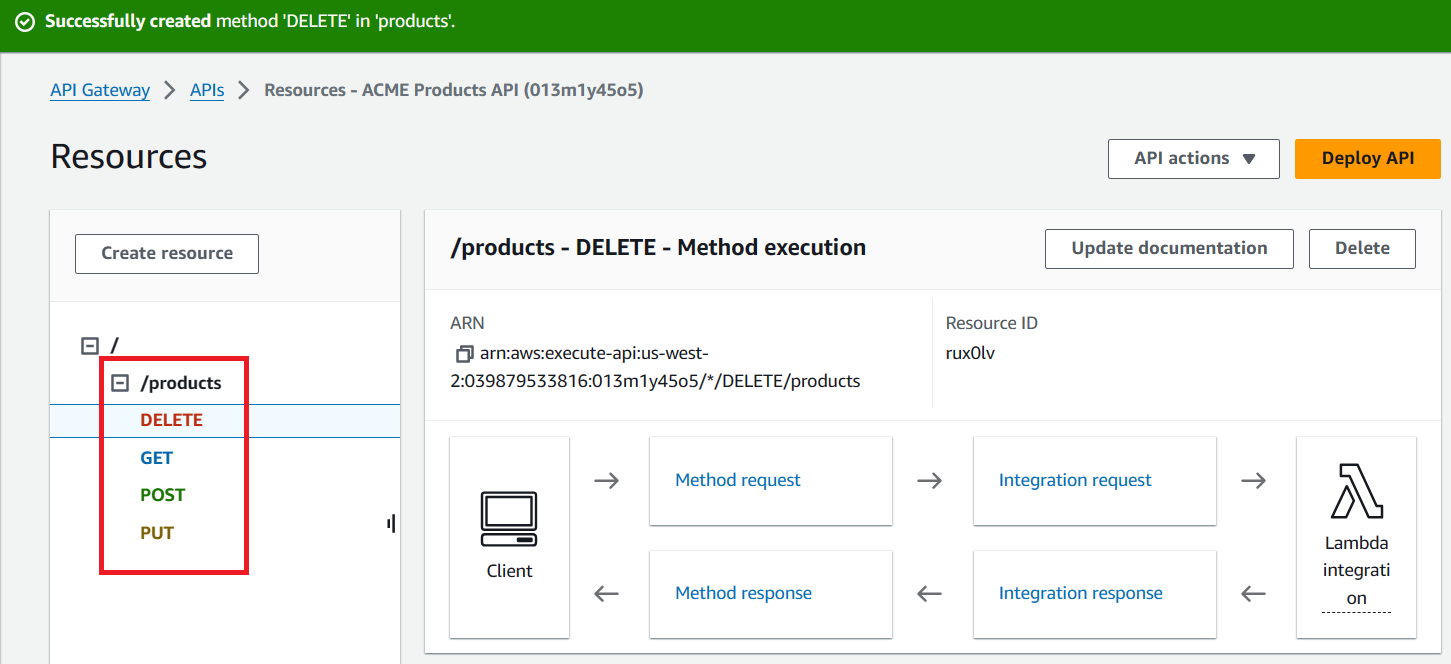 Successfully created method 'DELETE' in 'products'.
API Gateway > APIs > Resources - ACME Products API (013m1y45o5)
Resources
API actions ▼
Deploy API
Create resource
/
/products
DELETE
GET
POST
PUT
/products - DELETE - Method execution
Update documentation
Delete
ARN
arn:aws:execute-api:us-west-
2:039879533816:013m1y45o5/*/DELETE/products
Resource ID
rux0lv
Client
Method request
Integration request
Lambda
integrati
on
Method response
Integration response